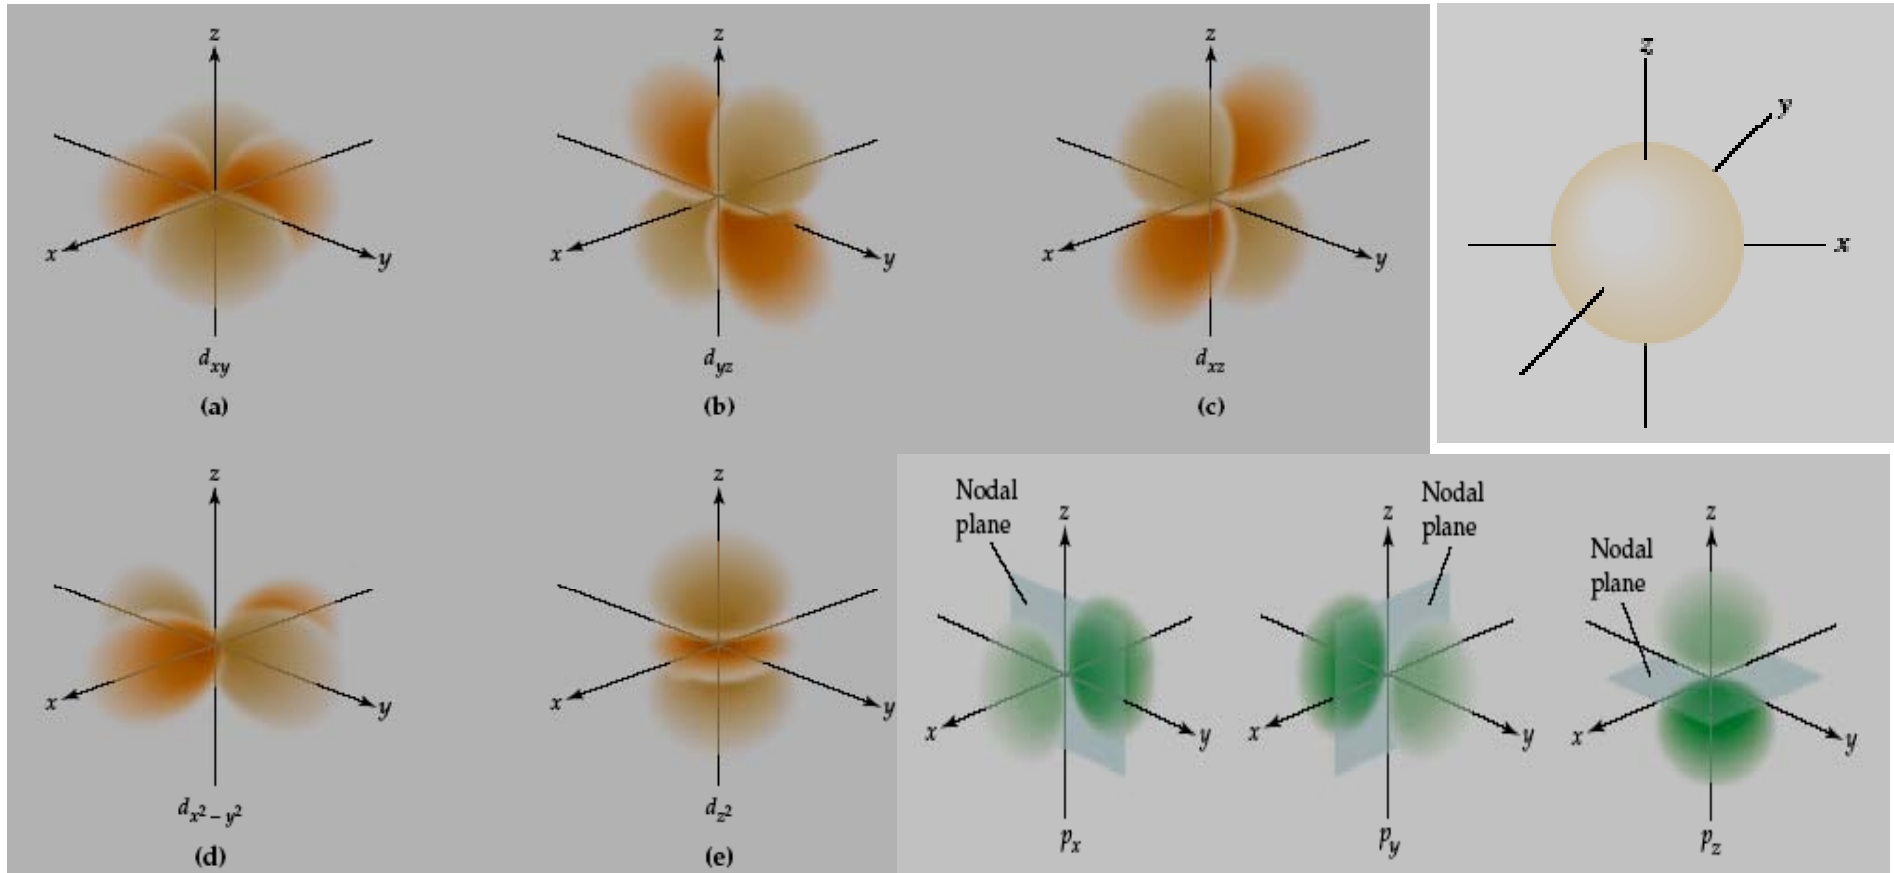 z
x
y
d_xy
(a)
z
x
y
d_yz
(b)
z
x
y
d_xz
(c)
z
y
x
z
x
y
d_x²−y²
(d)
z
x
y
d_z²
(e)
Nodal
plane
z
x
y
p_x
Nodal
plane
z
x
y
p_y
Nodal
plane
z
x
y
p_z